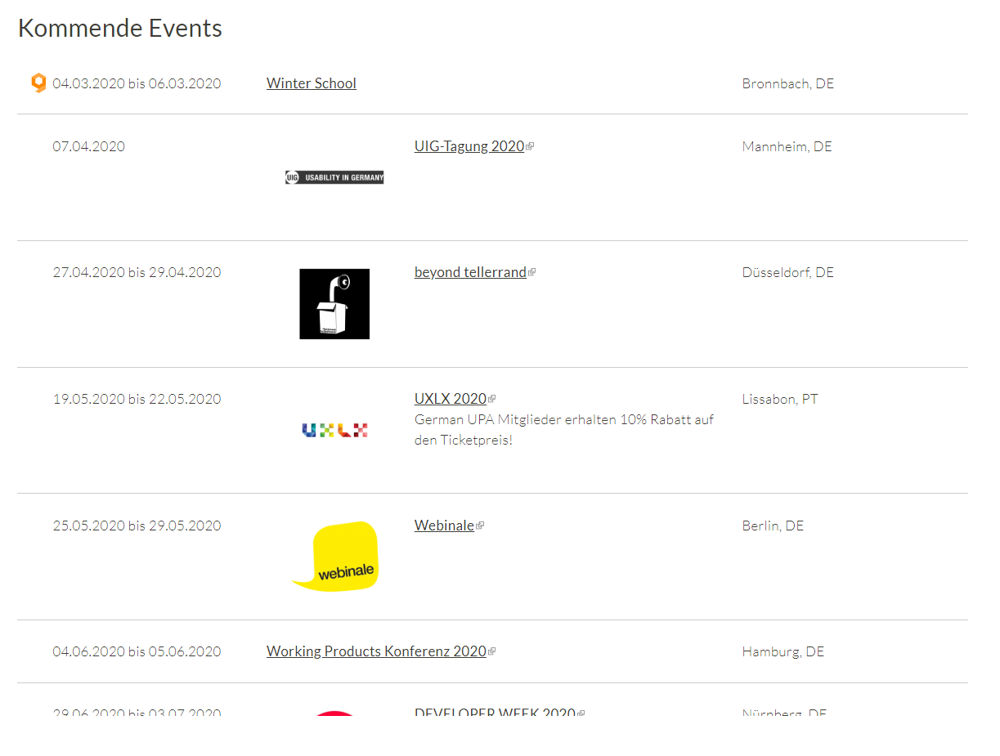 Kommende Events
04.03.2020 bis 06.03.2020 Winter School Bronnbach, DE
07.04.2020 UIG-Tagung 2020 Mannheim, DE
UIG USABILITY IN GERMANY
27.04.2020 bis 29.04.2020 beyond tellerrand Düsseldorf, DE
19.05.2020 bis 22.05.2020 UXLX 2020 Lissabon, PT
German UPA Mitglieder erhalten 10% Rabatt auf
UXLX
den Ticketpreis!
25.05.2020 bis 29.05.2020 Webinale Berlin, DE
webinale
04.06.2020 bis 05.06.2020 Working Products Konferenz 2020 Hamburg, DE
29.06.2020 bis 03.07.2020 DEVELOPER WEEK 2020 Nürnberg, DE